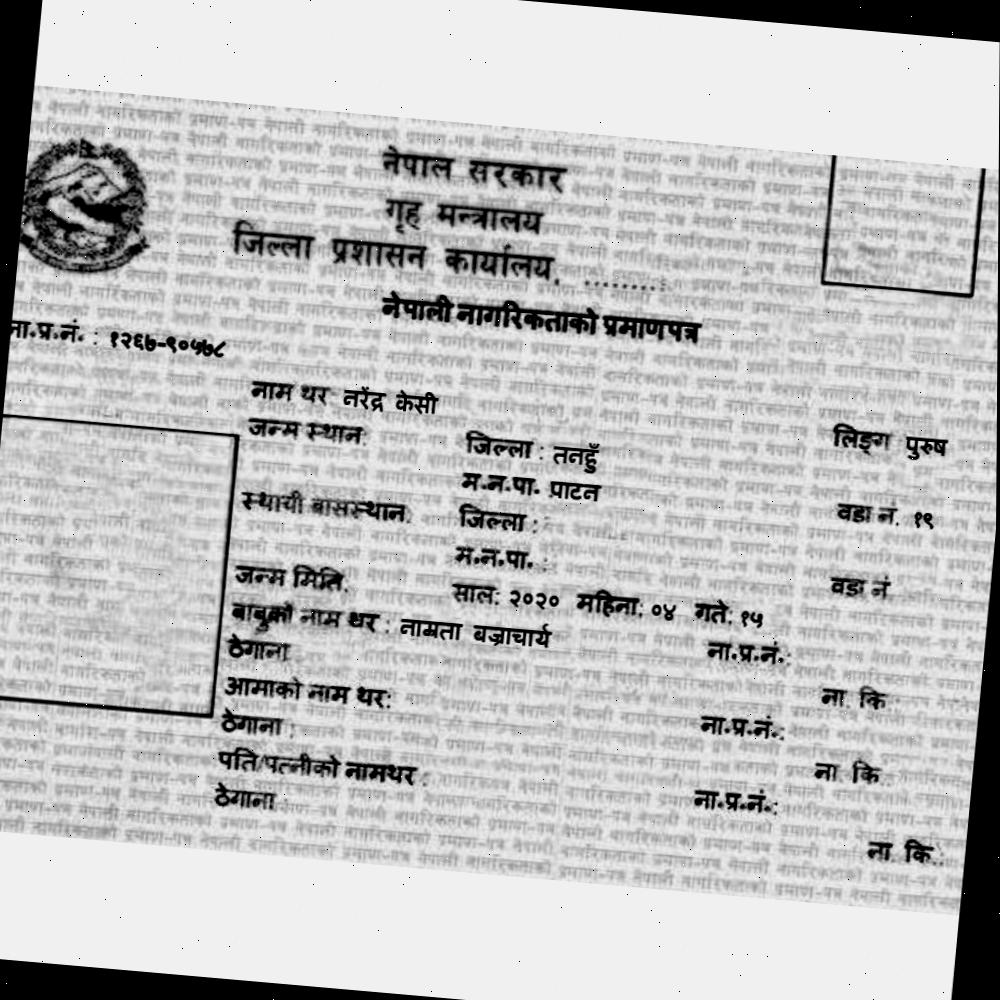 नेपाल सरकार
गृह मन्त्रालय
जिल्ला प्रशासन कार्यालय, ........
नेपाली नागरिकताको प्रमाणपत्र
ना.प्र.नं. : १२६७-९०५७८
नाम थर नरेंद्र केसी
लिङ्ग पुरुष
जन्म स्थान: जिल्ला : तनहुँ
म.न.पा. पाटन वडा नं. १९
स्थायी बासस्थान: जिल्ला :
म.न.पा. : वडा नं
जन्म मिति: साल: २०२० महिना: ०४ गते: १५
बाबुको नाम थर : नाम्रता बज्राचार्य ना.प्र.नं.:
ठेगाना ना कि :
आमाको नाम थर: ना.प्र.नं.:
ठेगाना : ना कि :
पति/पत्नीको नामथर : ना.प्र.नं.:
ठेगाना : ना कि :